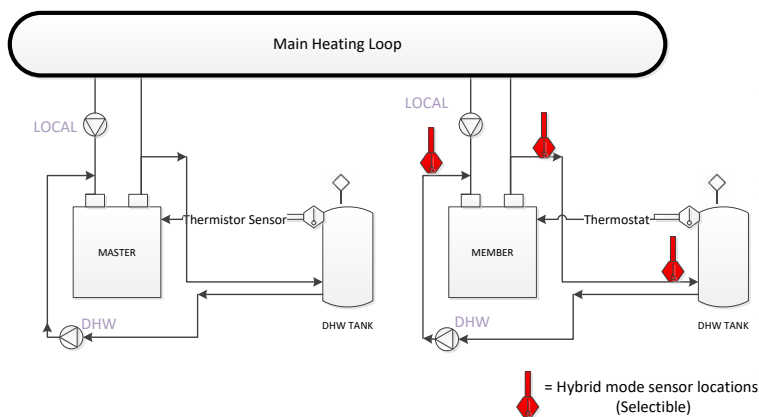 Main Heating Loop
LOCAL
LOCAL
Thermistor Sensor
Thermostat
MASTER
MEMBER
DHW
DHW TANK
DHW
DHW TANK
= Hybrid mode sensor locations
(Selectible)